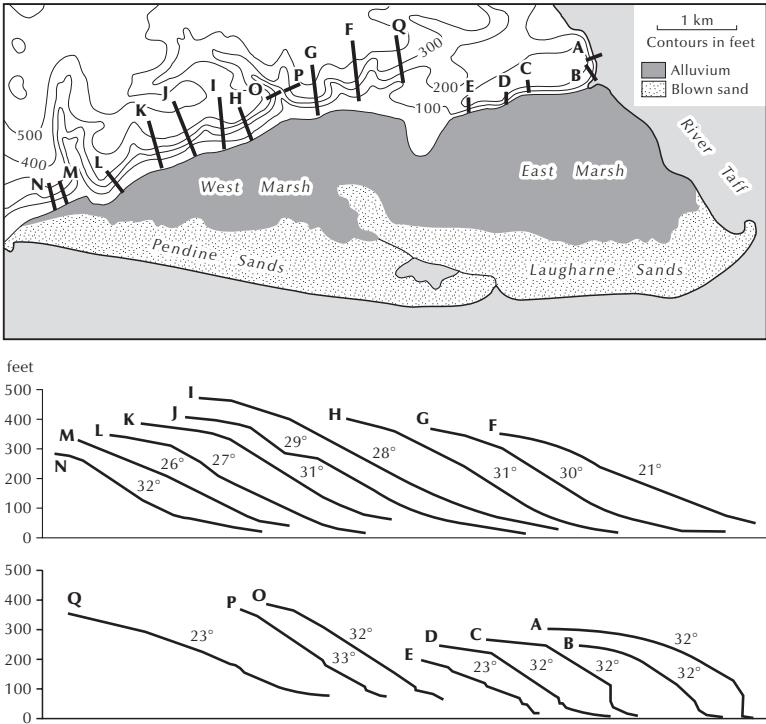 1 km
Contours in feet
Alluvium
Blown sand
Q
F
G
300
A
P
O
I
J
H
K
C
D
E
B
200
100
500
400
L
M
N
River Taff
West Marsh
East Marsh
Pendine Sands
Laugharne Sands
feet
500
400
300
200
100
0
I
J
K
L
M
N
H
G
F
29°
28°
26°
27°
31°
32°
31°
30°
21°
500
400
300
200
100
0
Q
P
O
A
B
C
D
E
23°
32°
33°
23°
32°
32°
32°
32°